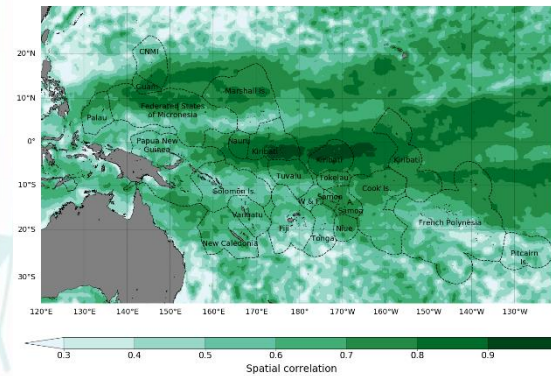 20°N
10°N
0°
10°S
20°S
30°S
CNMI
Guam
Marshall Is.
Palau
Federated States
of Micronesia
Papua New
Guinea
Nauru
Kiribati
Kiribati
Kiribati
Tuvalu
Tokelau
Solomon Is.
Cook Is.
W & F
Samoa
A.
Samoa
Vanuatu
French Polynesia
Fiji
Niue
New Caledonia
Tonga
Pitcairn
Is.
120°E 130°E 140°E 150°E 160°E 170°E 180° 170°W 160°W 150°W 140°W 130°W
0.3 0.4 0.5 0.6 0.7 0.8 0.9
Spatial correlation